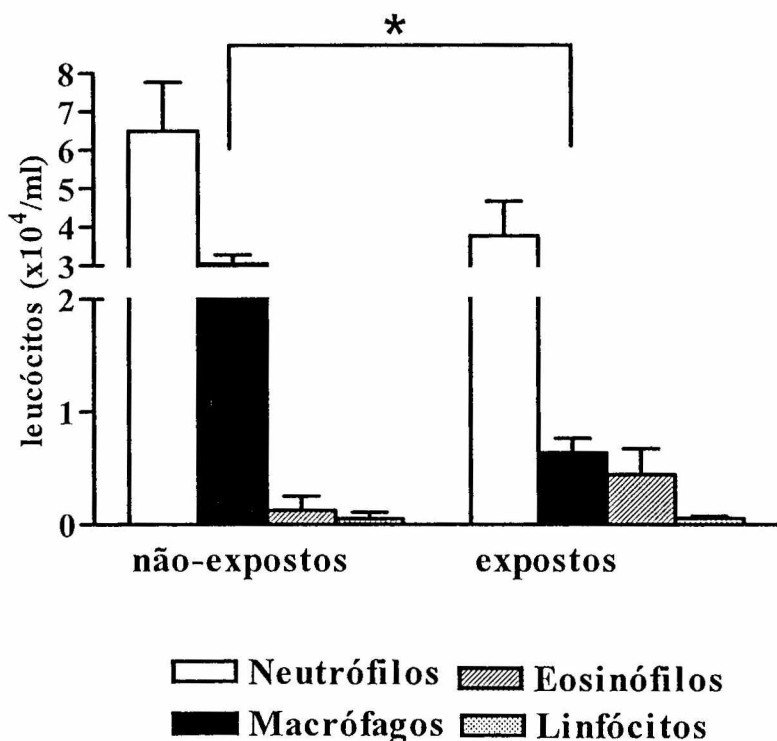 *
8
7
6
5
4
3
2
1
0
leucócitos (x10⁴/ml)
não-expostos expostos
Neutrófilos Eosinófilos
Macrófagos Linfócitos